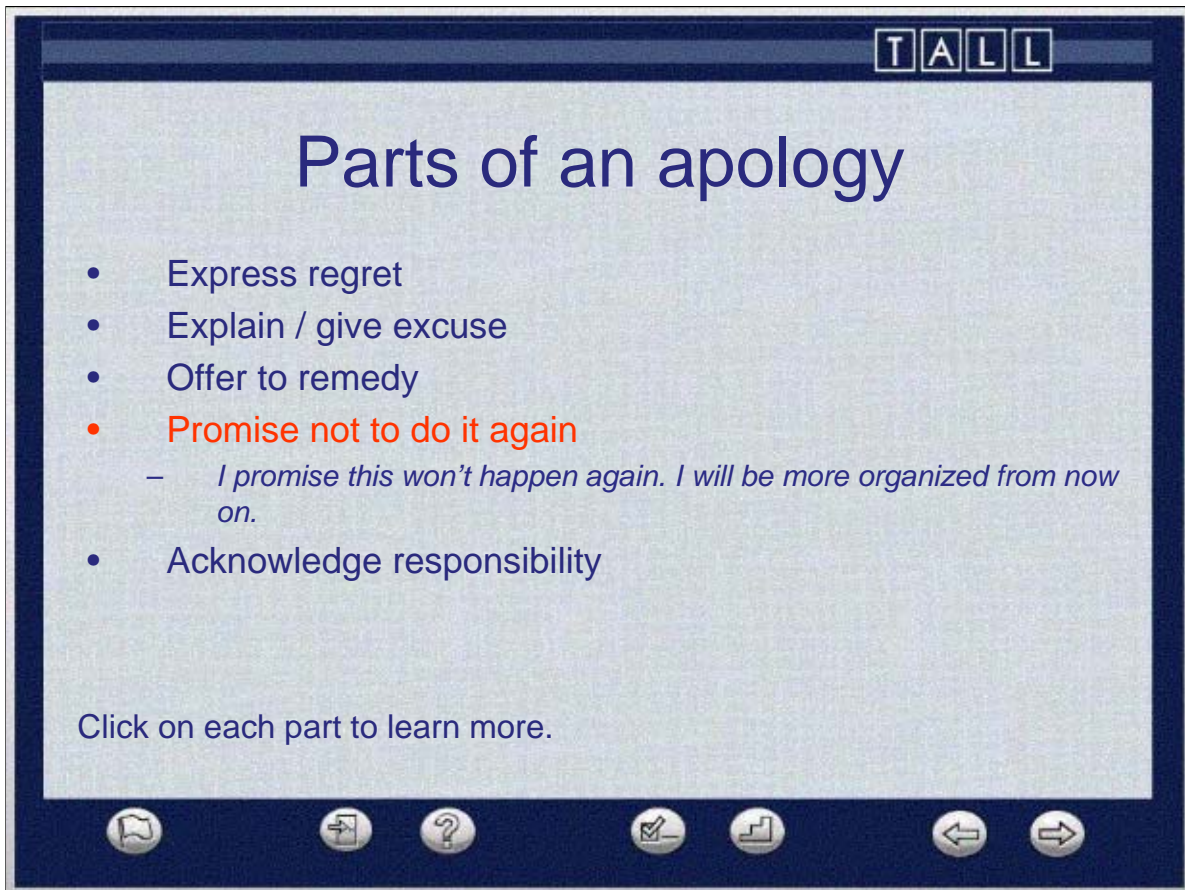 TALL
Parts of an apology
• Express regret
• Explain / give excuse
• Offer to remedy
• Promise not to do it again
– I promise this won't happen again. I will be more organized from now
on.
• Acknowledge responsibility
Click on each part to learn more.
?